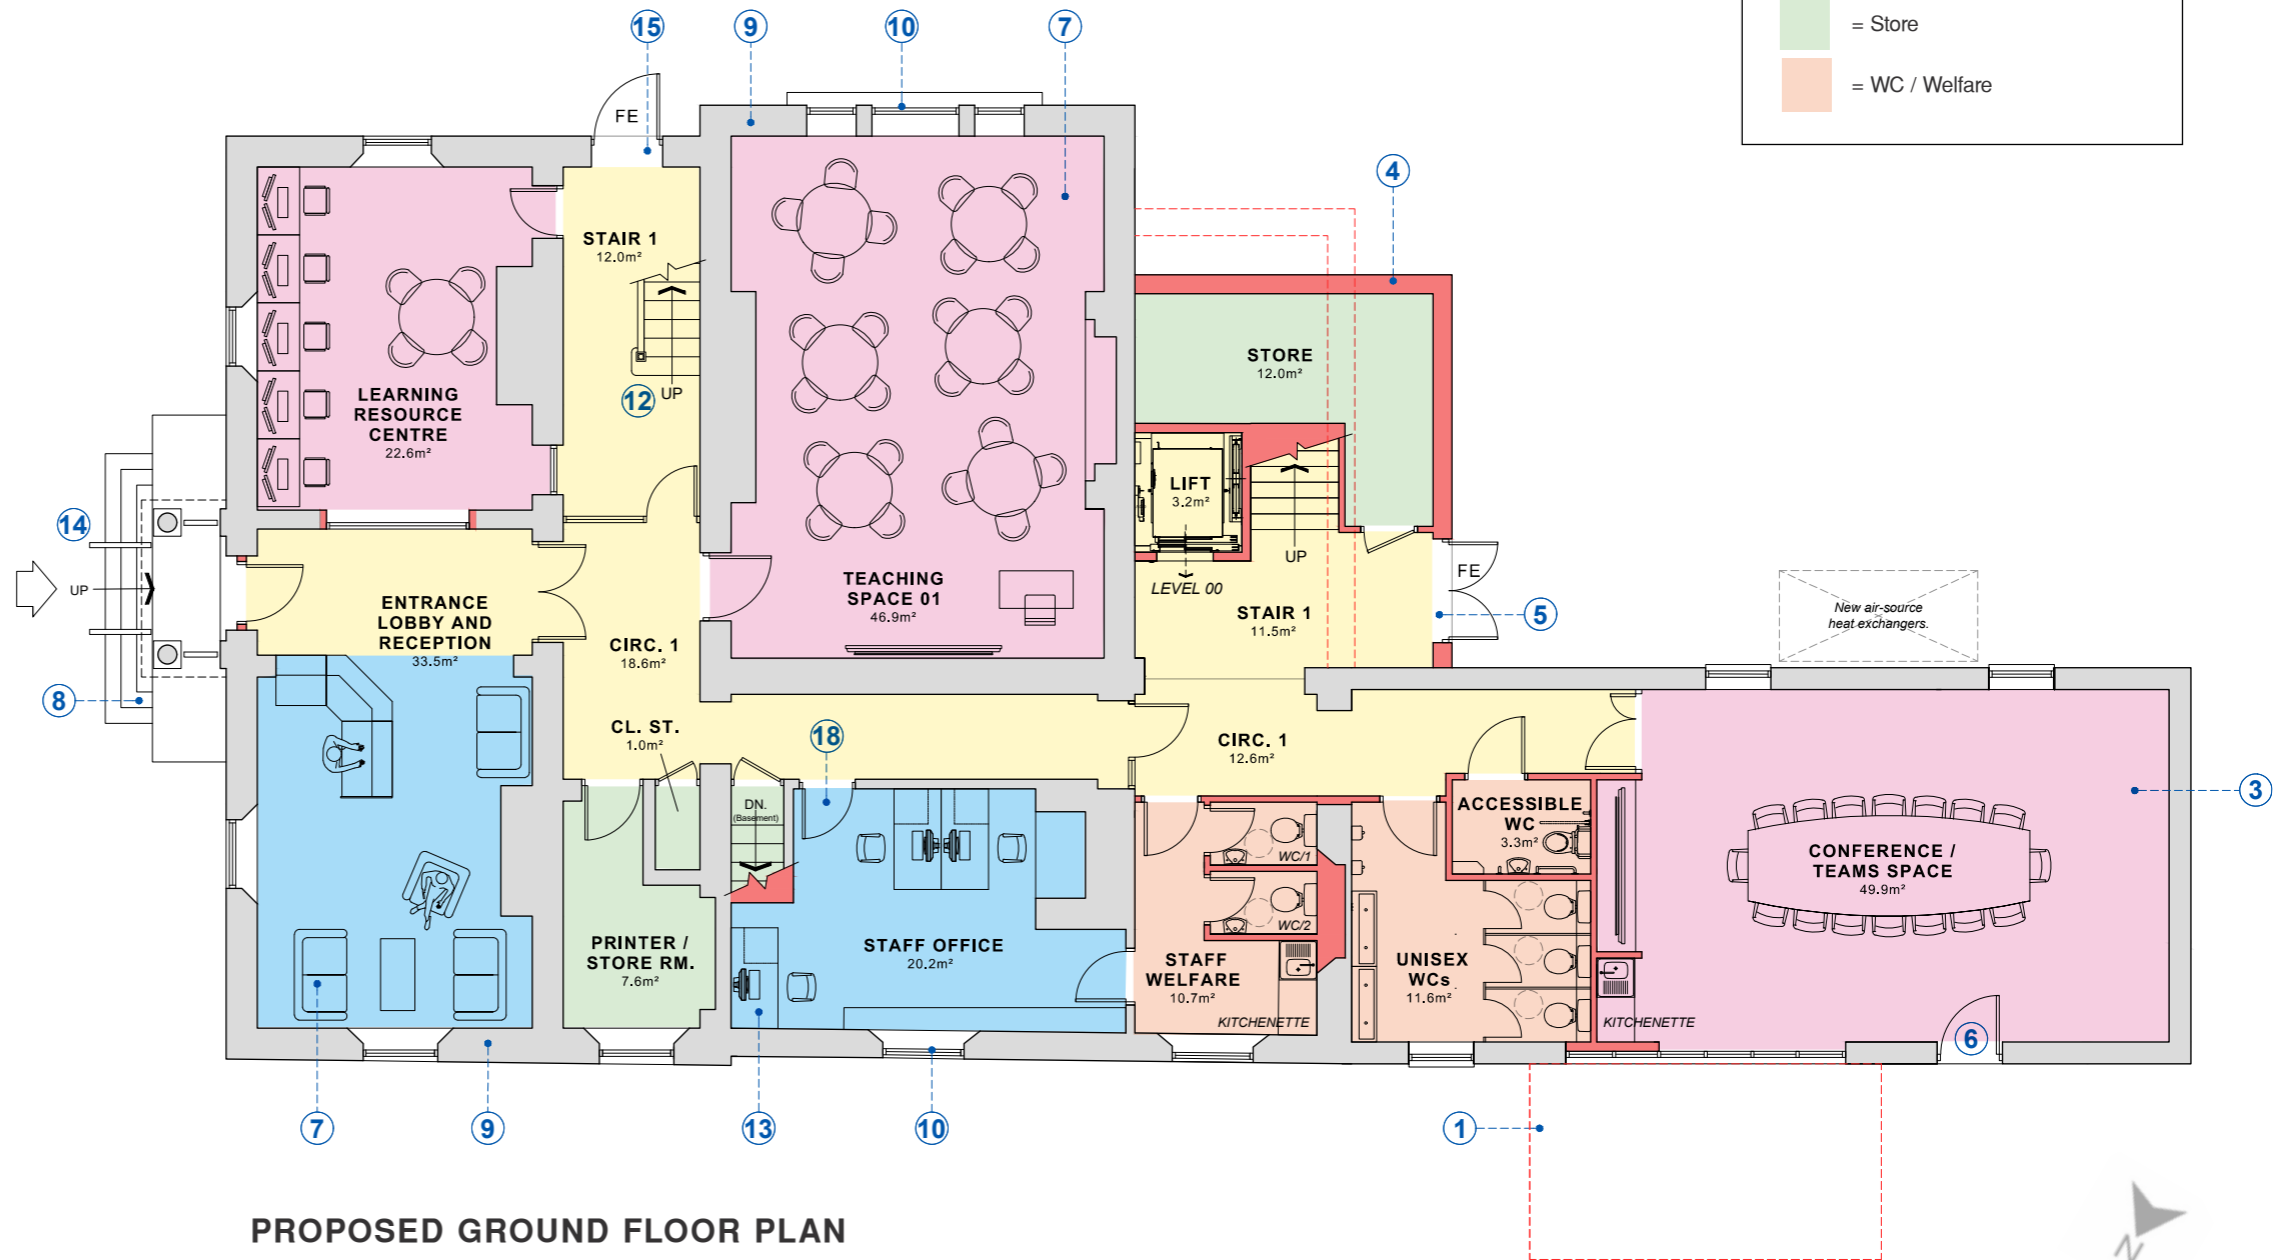 = Store
= WC / Welfare
15
9
10
7
FE
4
STAIR 1
12.0m²
12
UP
LEARNING
RESOURCE
CENTRE
22.6m²
STORE
12.0m²
LIFT
3.2m²
LEVEL 00
UP
FE
14
UP
TEACHING
SPACE 01
46.9m²
STAIR 1
11.5m²
5
New air-source
heat exchangers.
ENTRANCE
LOBBY AND
RECEPTION
33.5m²
CIRC. 1
18.6m²
8
CL. ST.
1.0m²
18
CIRC. 1
12.6m²
3
DN.
(Basement)
ACCESSIBLE
WC
3.3m²
WC/1
WC/2
CONFERENCE /
TEAMS SPACE
49.9m²
PRINTER /
STORE RM.
7.6m²
STAFF OFFICE
20.2m²
STAFF
WELFARE
10.7m²
KITCHENETTE
UNISEX
WCs
11.6m²
KITCHENETTE
6
7
9
13
10
1
PROPOSED GROUND FLOOR PLAN
N